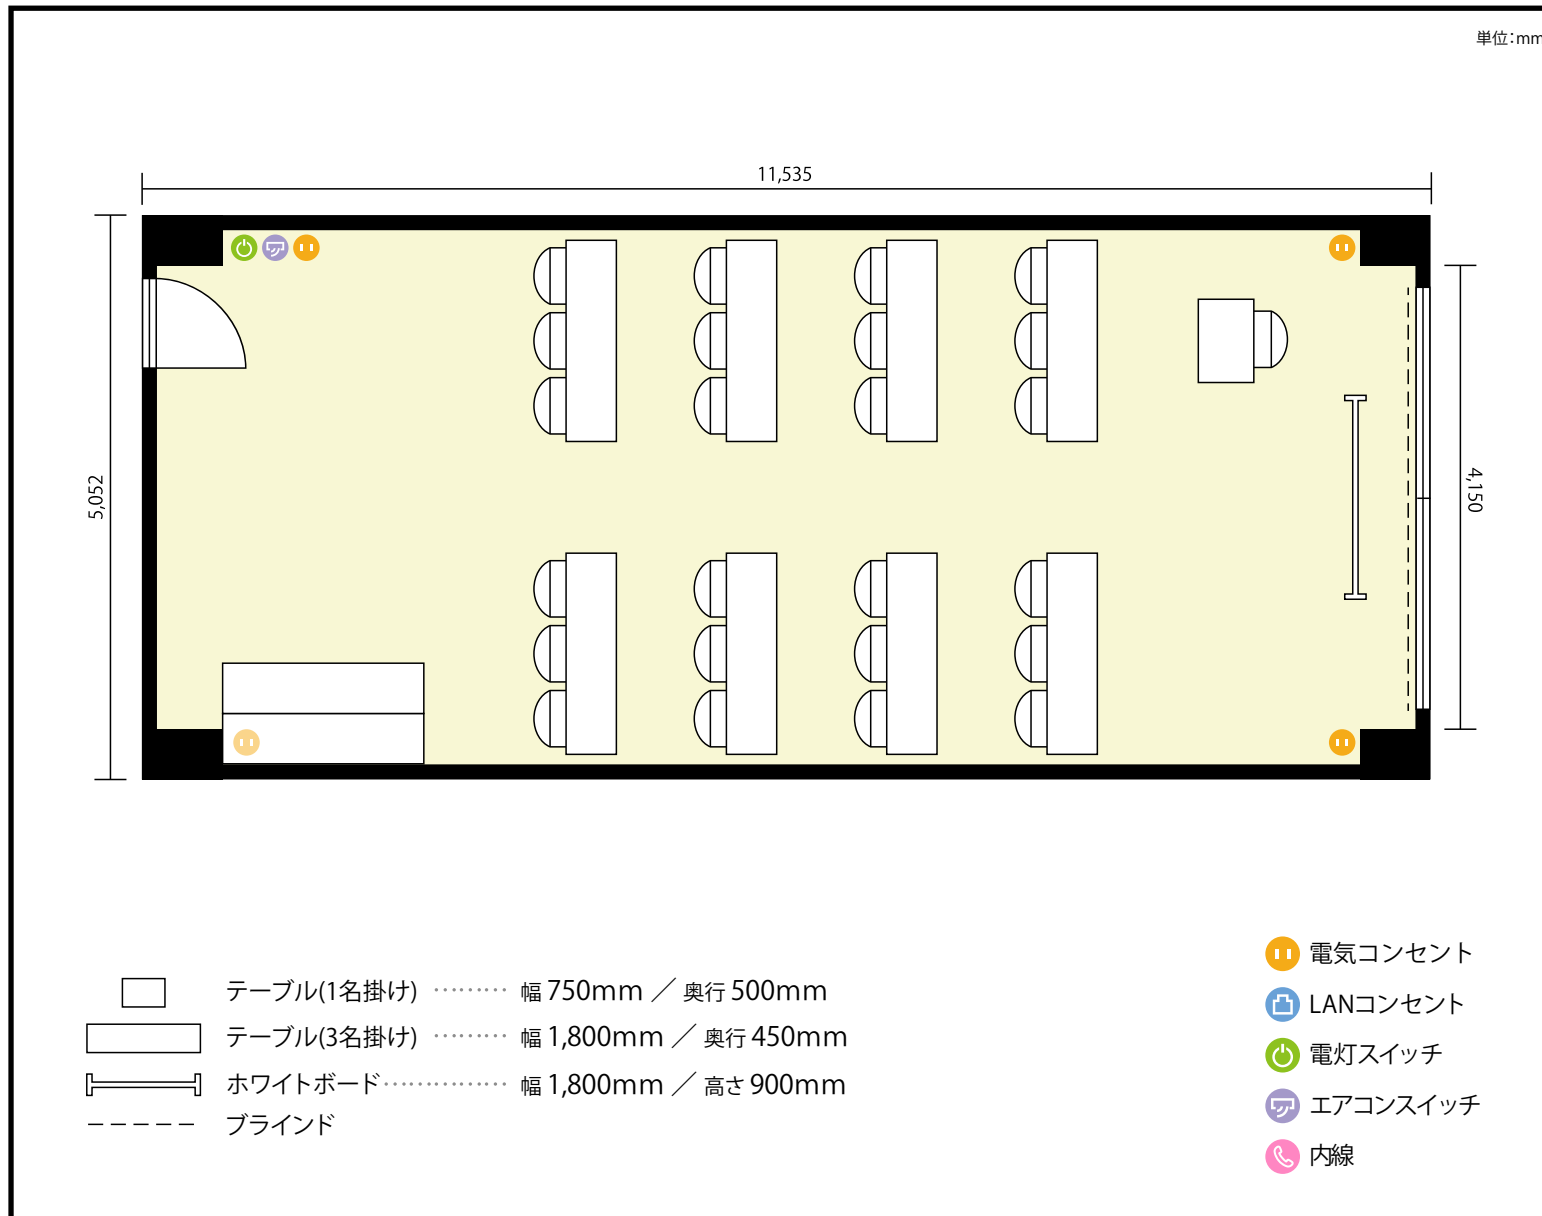 単位：mm
11,535
5,052
4,150
テーブル(1名掛け) ········· 幅 750mm ／ 奥行 500mm
テーブル(3名掛け) ········· 幅 1,800mm ／ 奥行 450mm
ホワイトボード ··············· 幅 1,800mm ／ 高さ 900mm
ブラインド
電気コンセント
LANコンセント
電灯スイッチ
エアコンスイッチ
内線